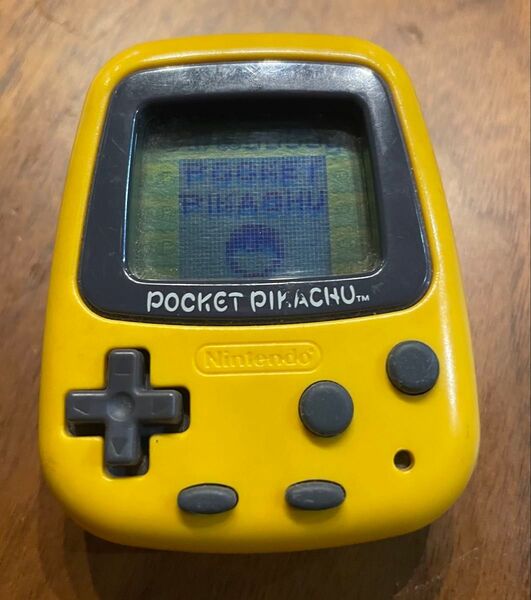 POCKET
PIKACHU
POCKET PIKACHU™
Nintendo®